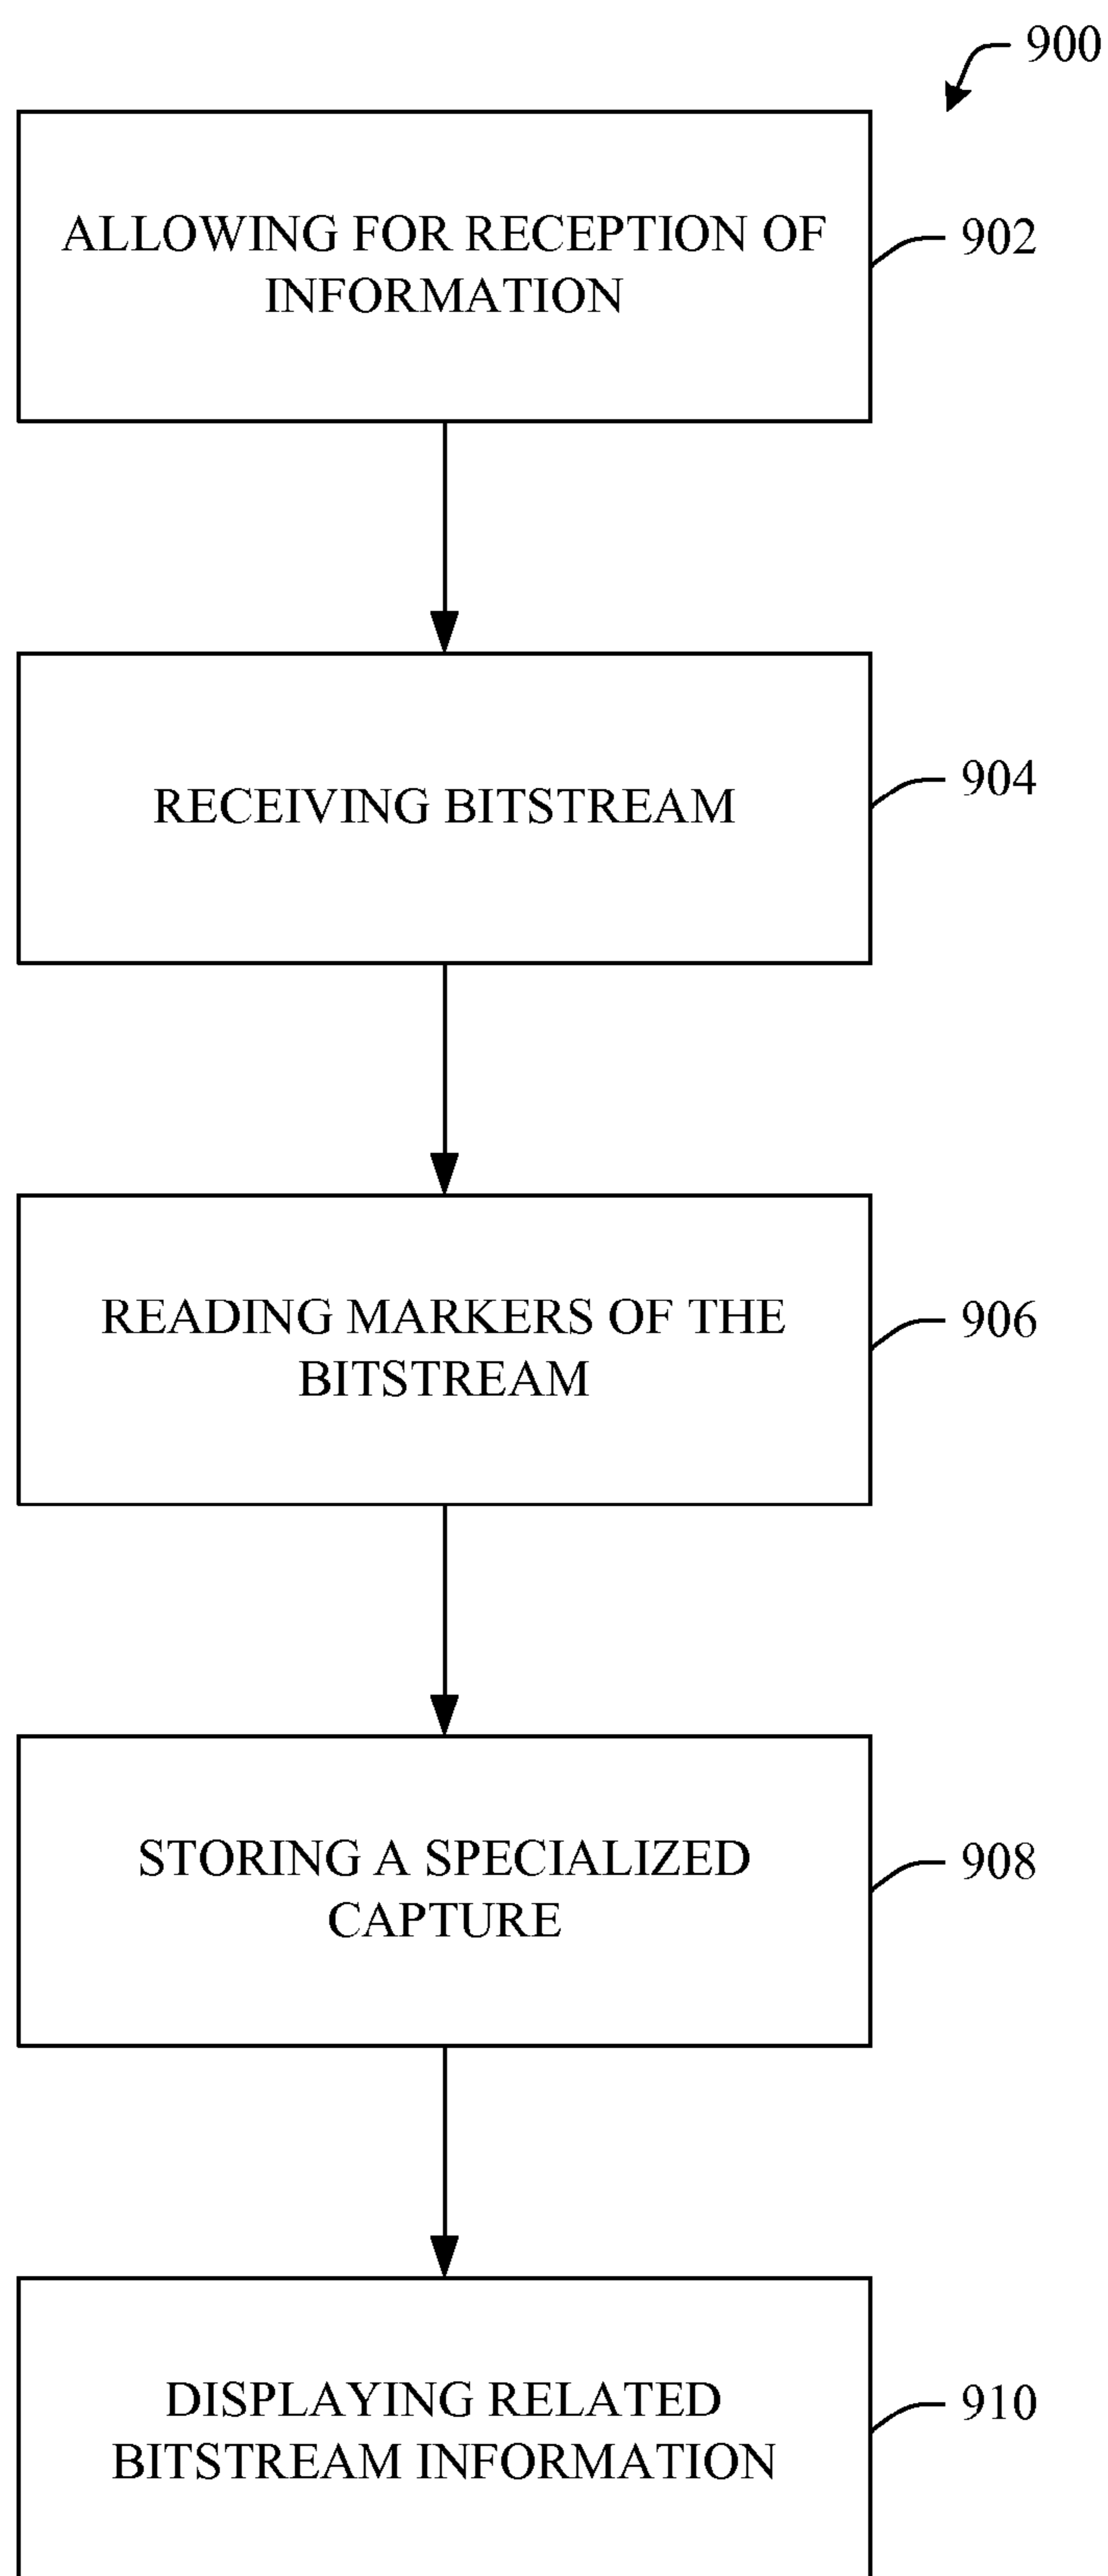 900
ALLOWING FOR RECEPTION OF
INFORMATION
902
RECEIVING BITSTREAM
904
READING MARKERS OF THE
BITSTREAM
906
STORING A SPECIALIZED
CAPTURE
908
DISPLAYING RELATED
BITSTREAM INFORMATION
910